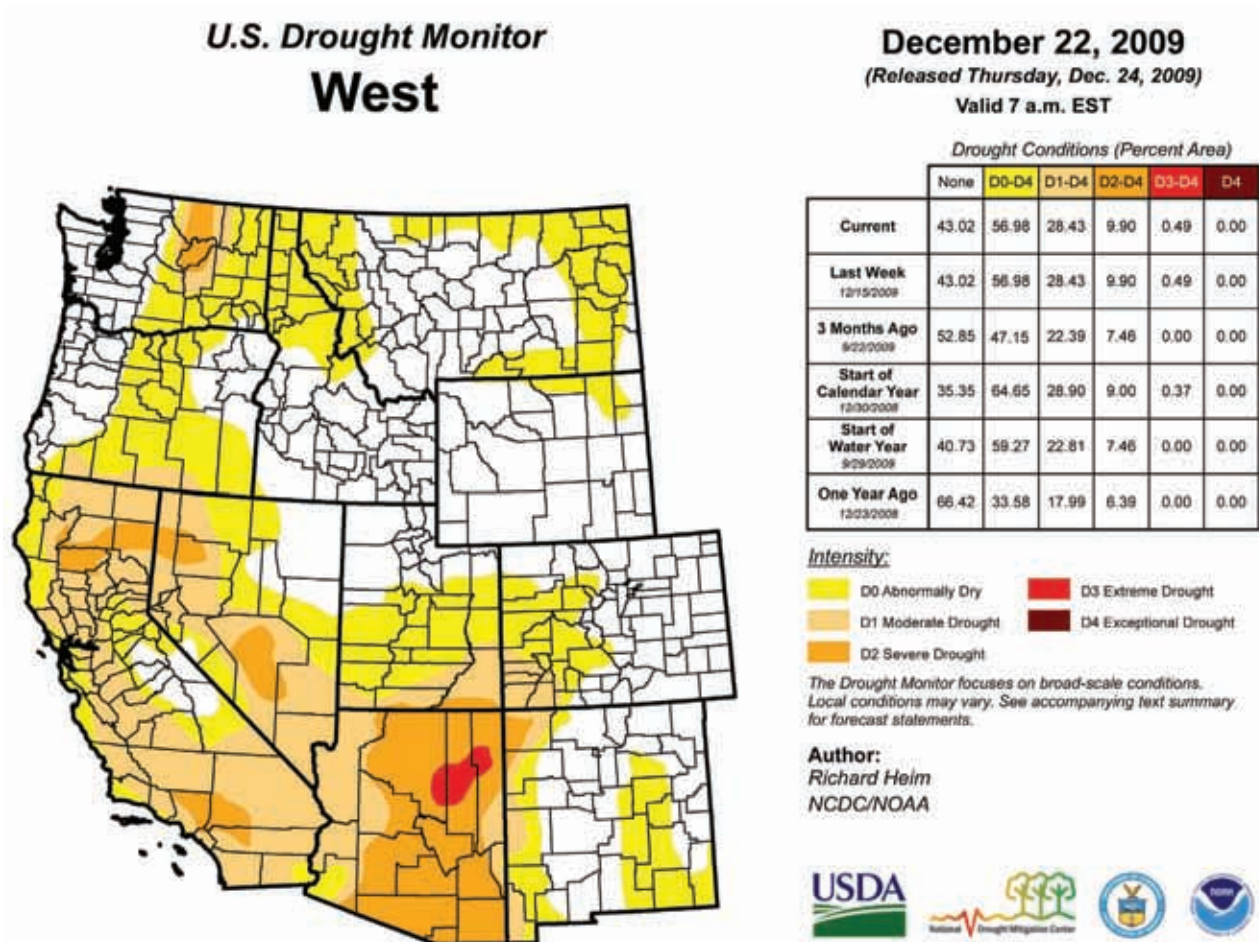 U.S. Drought Monitor
West
December 22, 2009
(Released Thursday, Dec. 24, 2009)
Valid 7 a.m. EST
Drought Conditions (Percent Area)
None D0-D4 D1-D4 D2-D4 D3-D4 D4
Current 43.02 56.98 28.43 9.90 0.49 0.00
Last Week
12/15/2009
43.02 56.98 28.43 9.90 0.49 0.00
3 Months Ago
9/22/2009
52.85 47.15 22.39 7.46 0.00 0.00
Start of
Calendar Year
12/30/2008
35.35 64.65 28.90 9.00 0.37 0.00
Start of
Water Year
9/29/2009
40.73 59.27 22.81 7.46 0.00 0.00
One Year Ago
12/23/2008
66.42 33.58 17.99 6.39 0.00 0.00
Intensity:
D0 Abnormally Dry
D1 Moderate Drought
D2 Severe Drought
D3 Extreme Drought
D4 Exceptional Drought
The Drought Monitor focuses on broad-scale conditions.
Local conditions may vary. See accompanying text summary
for forecast statements.
Author:
Richard Heim
NCDC/NOAA
USDA
National Drought Mitigation Center
noaa